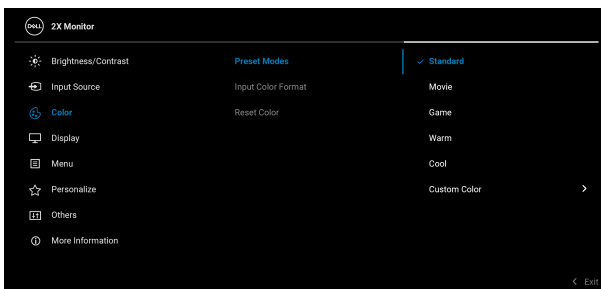 DELL 2X Monitor
Brightness/Contrast Preset Modes Standard
Input Source Input Color Format Movie
Color Reset Color Game
Display Warm
Menu Cool
Personalize Custom Color
Others
More Information
Exit